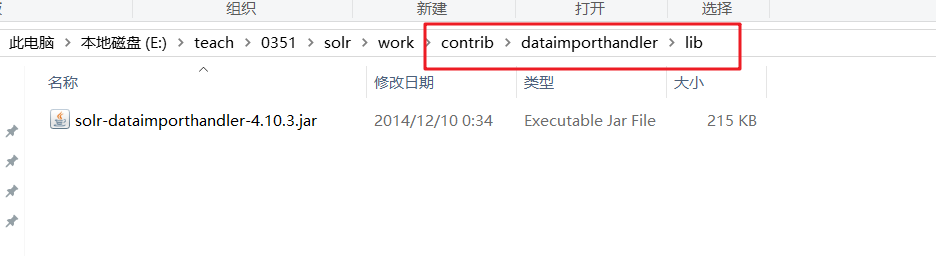 组织 新建 打开 选择
此电脑 > 本地磁盘 (E:) > teach > 0351 > solr > work > contrib > dataimporthandler > lib
名称 修改日期 类型 大小
solr-dataimporthandler-4.10.3.jar 2014/12/10 0:34 Executable Jar File 215 KB